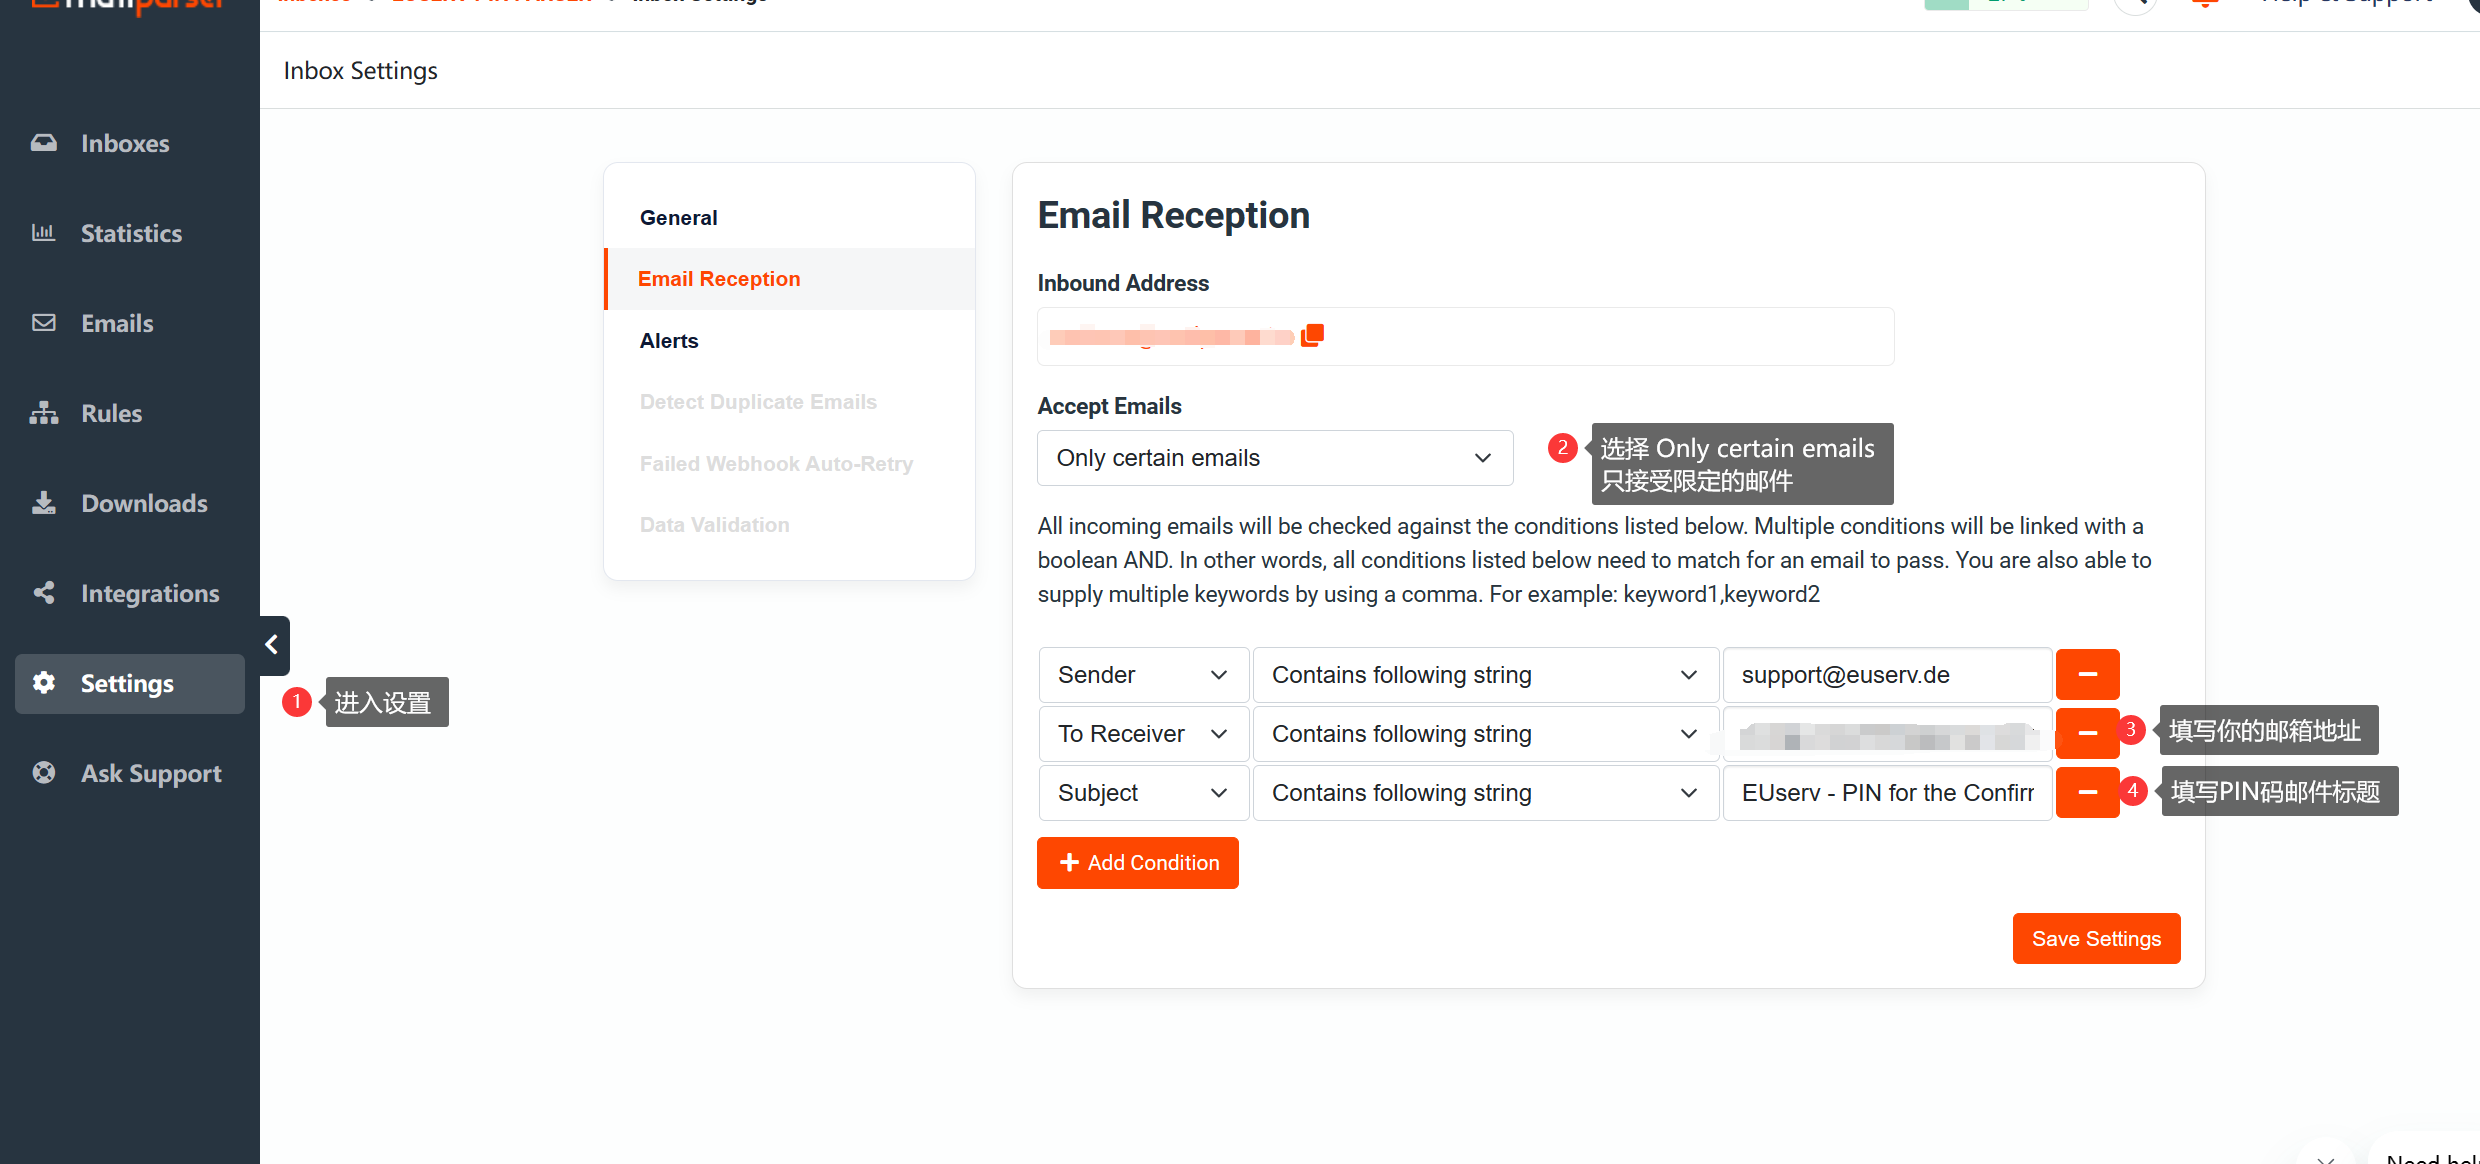 mailparser
Inbox Settings
Inbox Settings
Inboxes
Statistics
Emails
Rules
Downloads
Integrations
Settings
Ask Support
1 进入设置
General
Email Reception
Alerts
Detect Duplicate Emails
Failed Webhook Auto-Retry
Data Validation
Email Reception
Inbound Address
Accept Emails
Only certain emails
2 选择 Only certain emails
只接受限定的邮件
All incoming emails will be checked against the conditions listed below. Multiple conditions will be linked with a
boolean AND. In other words, all conditions listed below need to match for an email to pass. You are also able to
supply multiple keywords by using a comma. For example: keyword1,keyword2
Sender Contains following string support@euserv.de
To Receiver Contains following string 3 填写你的邮箱地址
Subject Contains following string EUserv - PIN for the Confirr 4 填写PIN码邮件标题
Add Condition
Save Settings